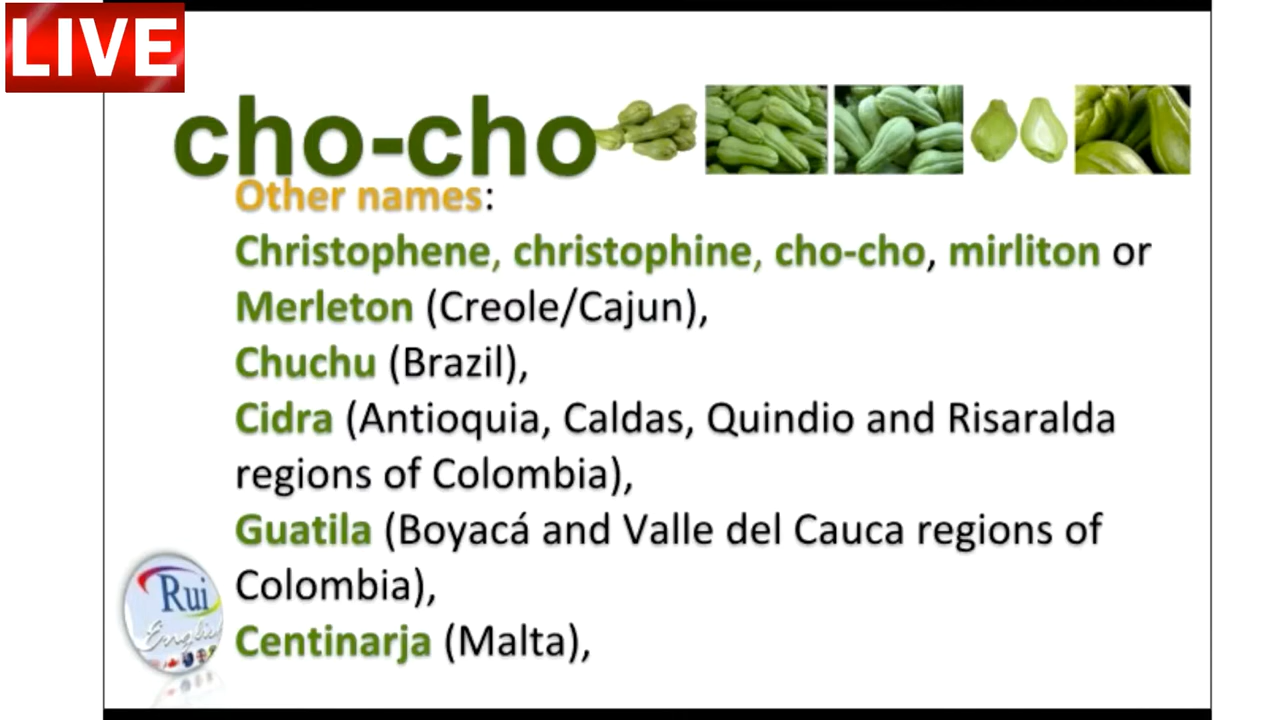 LIVE
cho-cho
Other names:
Christophene, christophine, cho-cho, mirliton or
Merleton (Creole/Cajun),
Chuchu (Brazil),
Cidra (Antioquia, Caldas, Quindio and Risaralda
regions of Colombia),
Guatila (Boyacá and Valle del Cauca regions of
Colombia),
Centinarja (Malta),
Rui
English